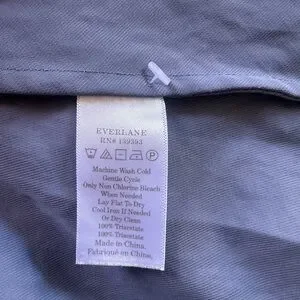 EVERLANE
RN# 139393
Machine Wash Cold
Gentle Cycle
Only Non Chlorine Bleach
When Needed
Lay Flat To Dry
Cool Iron If Needed
Or Dry Clean
100% Triacetate
100% Triacetate
Made in China.
Fabriqué en Chine.